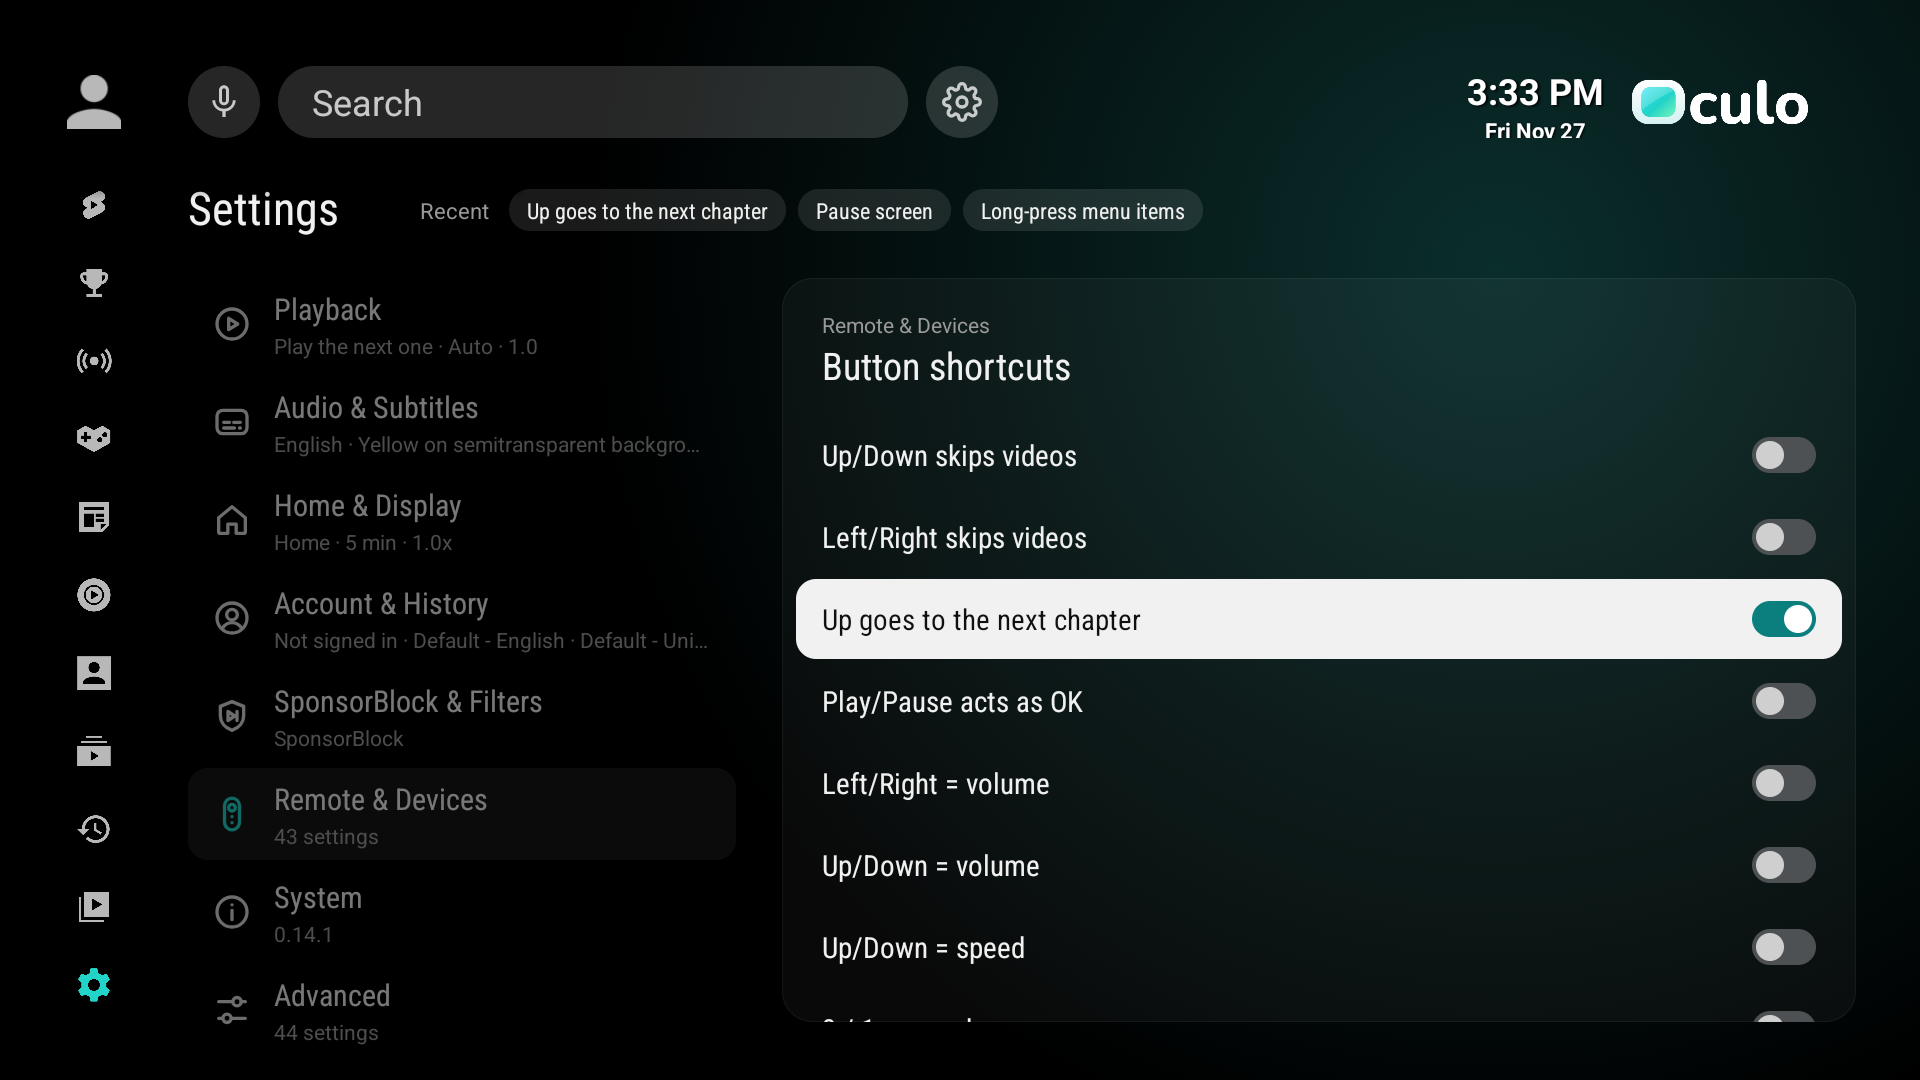 Search
3:33 PM
Fri Nov 27
Oculo
Settings
Recent
Up goes to the next chapter
Pause screen
Long-press menu items
Playback
Play the next one · Auto · 1.0
Audio & Subtitles
English · Yellow on semitransparent backgro...
Home & Display
Home · 5 min · 1.0x
Account & History
Not signed in · Default - English · Default - Uni...
SponsorBlock & Filters
SponsorBlock
Remote & Devices
43 settings
System
0.14.1
Advanced
44 settings
Remote & Devices
Button shortcuts
Up/Down skips videos
Left/Right skips videos
Up goes to the next chapter
Play/Pause acts as OK
Left/Right = volume
Up/Down = volume
Up/Down = speed